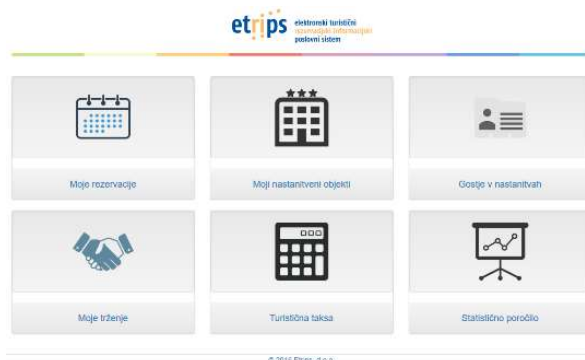 etrips
elektronski turistični
rezervacijski informacijski
poslovni sistem
Moje rezervacije
Moji nastanitveni objekti
Gostje v nastanitvah
Moje trženje
Turistična taksa
Statistično poročilo